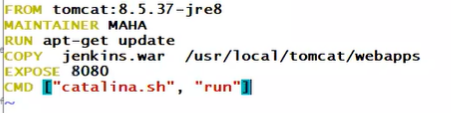 FROM tomcat:8.5.37-jre8
MAINTAINER MAHA
RUN apt-get update
COPY  jenkins.war  /usr/local/tomcat/webapps
EXPOSE 8080
CMD ["catalina.sh", "run"]
~